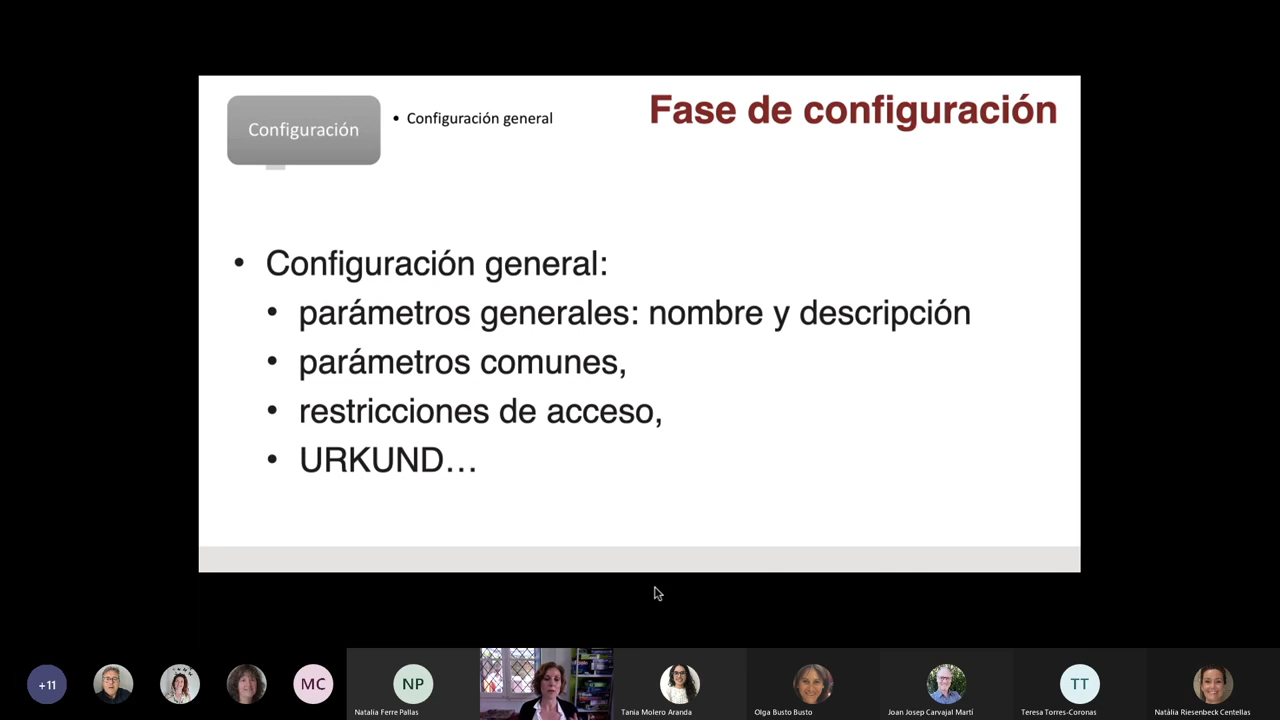 Configuración
• Configuración general
Fase de configuración
• Configuración general:
• parámetros generales: nombre y descripción
• parámetros comunes,
• restricciones de acceso,
• URKUND...
+11
MC
NP
TT
Natalia Ferre Pallas
Tania Molero Aranda
Olga Busto Busto
Joan Josep Carvajal Martí
Teresa Torres-Coronas
Natàlia Riesenbeck Centellas